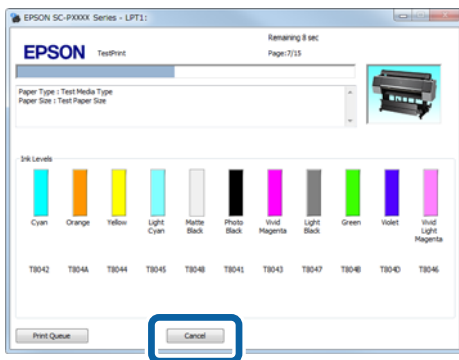 EPSON SC-PXXXX Series - LPT1:
EPSON TestPrint
Remaining 8 sec
Page:7/15
Paper Type : Test Media Type
Paper Size : Test Paper Size
Ink Levels
Cyan Orange Yellow Light Cyan Matte Black Photo Black Vivid Magenta Light Black Green Violet Vivid Light Magenta
T8042 T804A T8044 T8045 T8048 T8041 T8043 T8047 T804B T804D T8046
Print Queue Cancel